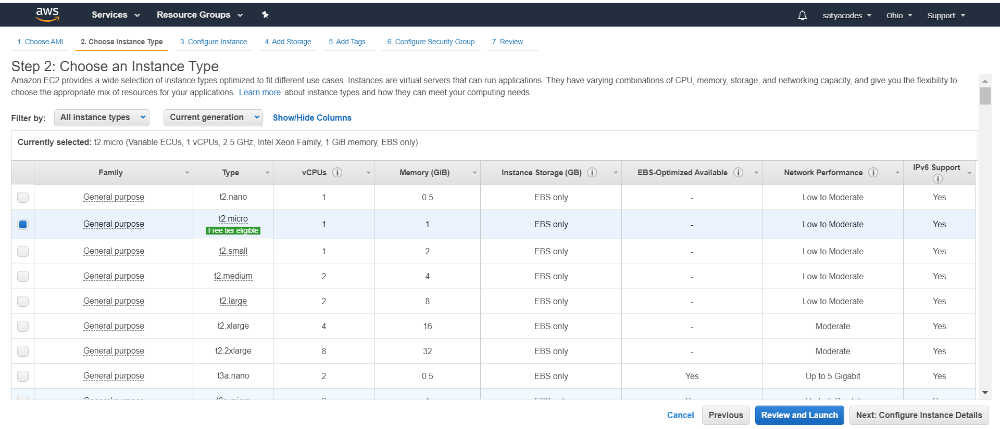 aws Services Resource Groups satyacodes Ohio Support
1. Choose AMI 2. Choose Instance Type 3. Configure Instance 4. Add Storage 5. Add Tags 6. Configure Security Group 7. Review
Step 2: Choose an Instance Type
Amazon EC2 provides a wide selection of instance types optimized to fit different use cases. Instances are virtual servers that can run applications. They have varying combinations of CPU, memory, storage, and networking capacity, and give you the flexibility to
choose the appropriate mix of resources for your applications. Learn more about instance types and how they can meet your computing needs.
Filter by: All instance types Current generation Show/Hide Columns
Currently selected: t2.micro (Variable ECUs, 1 vCPUs, 2.5 GHz, Intel Xeon Family, 1 GiB memory, EBS only)
Family Type vCPUs Memory (GiB) Instance Storage (GB) EBS-Optimized Available Network Performance IPv6 Support
General purpose t2.nano 1 0.5 EBS only - Low to Moderate Yes
General purpose t2.micro 1 1 EBS only - Low to Moderate Yes
Free tier eligible
General purpose t2.small 1 2 EBS only - Low to Moderate Yes
General purpose t2.medium 2 4 EBS only - Low to Moderate Yes
General purpose t2.large 2 8 EBS only - Low to Moderate Yes
General purpose t2.xlarge 4 16 EBS only - Moderate Yes
General purpose t2.2xlarge 8 32 EBS only - Moderate Yes
General purpose t3a.nano 2 0.5 EBS only Yes Up to 5 Gigabit Yes
Cancel Previous Review and Launch Next: Configure Instance Details